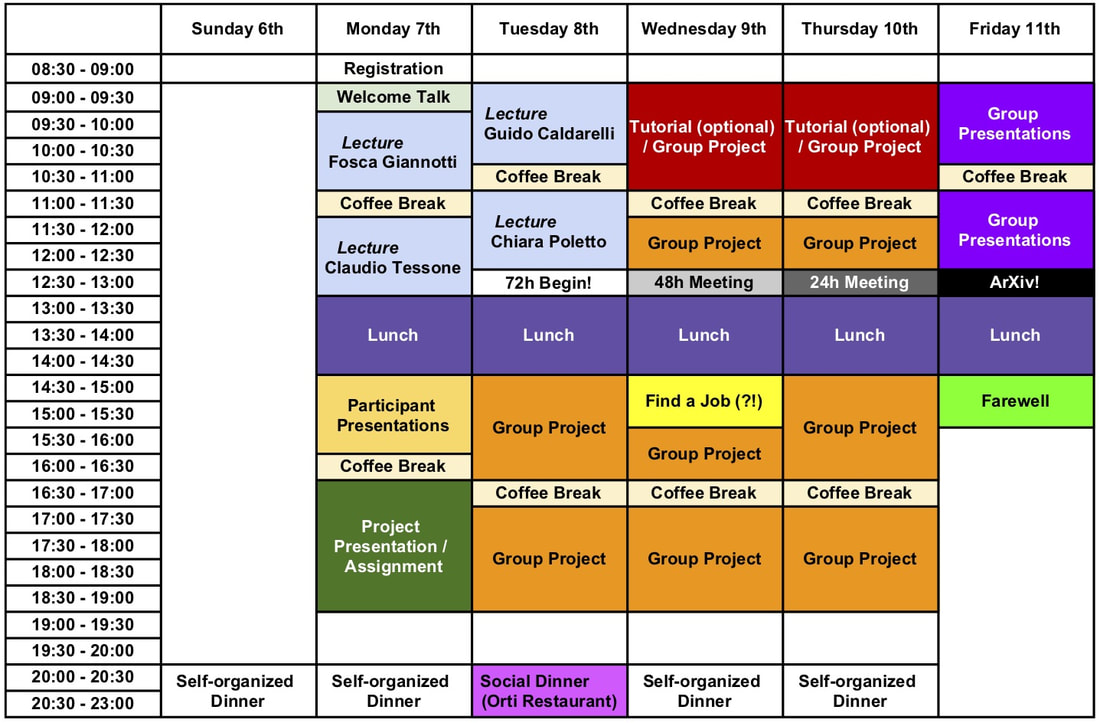 Sunday 6th Monday 7th Tuesday 8th Wednesday 9th Thursday 10th Friday 11th
08:30 - 09:00 Registration
09:00 - 09:30 Welcome Talk
09:30 - 10:00
10:00 - 10:30
10:30 - 11:00
11:00 - 11:30
11:30 - 12:00
12:00 - 12:30
12:30 - 13:00
13:00 - 13:30
13:30 - 14:00
14:00 - 14:30
14:30 - 15:00
15:00 - 15:30
15:30 - 16:00
16:00 - 16:30
16:30 - 17:00
17:00 - 17:30
17:30 - 18:00
18:00 - 18:30
18:30 - 19:00
19:00 - 19:30
19:30 - 20:00
20:00 - 20:30
20:30 - 23:00
Self-organized
Dinner
Lecture
Fosca Giannotti
Coffee Break
Lecture
Claudio Tessone
Lunch
Participant
Presentations
Coffee Break
Project
Presentation /
Assignment
Self-organized
Dinner
Lecture
Guido Caldarelli
Coffee Break
Lecture
Chiara Poletto
72h Begin!
Lunch
Group Project
Coffee Break
Group Project
Social Dinner
(Orti Restaurant)
Tutorial (optional)
/ Group Project
Coffee Break
Group Project
48h Meeting
Lunch
Find a Job (?!)
Group Project
Coffee Break
Group Project
Self-organized
Dinner
Tutorial (optional)
/ Group Project
Coffee Break
Group Project
24h Meeting
Lunch
Group Project
Coffee Break
Group Project
Self-organized
Dinner
Group
Presentations
Coffee Break
Group
Presentations
ArXiv!
Lunch
Farewell